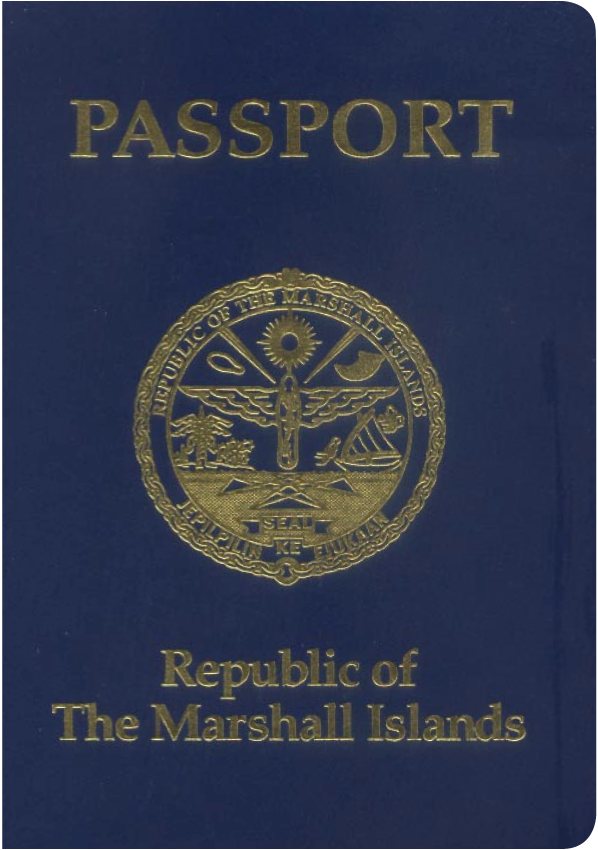 PASSPORT
REPUBLIC OF THE MARSHALL ISLANDS
SEAL
JEPILPILIN KE EJUKAAN
Republic of
The Marshall Islands